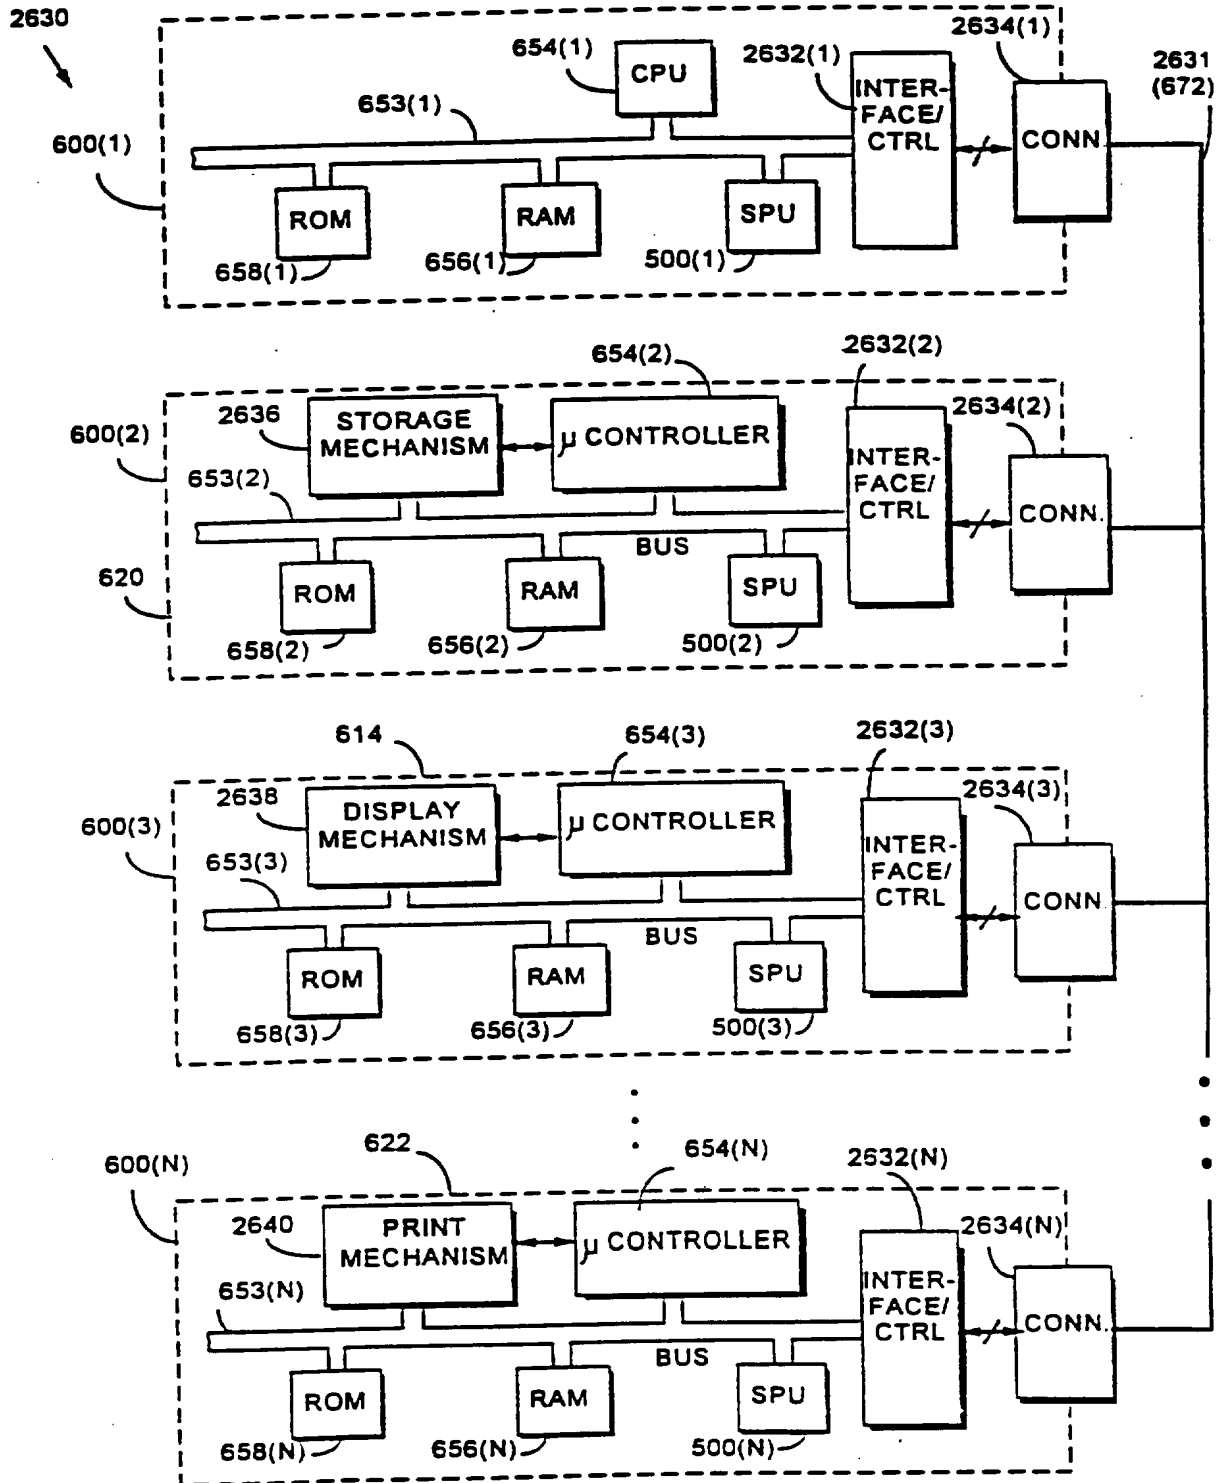 2630
2634(1)
654(1)
2632(1)
2631
(672)
CPU
INTER-
FACE/
CTRL
653(1)
600(1)
CONN.
ROM
RAM
SPU
658(1)
656(1)
500(1)
654(2)
2632(2)
2634(2)
600(2)
2636
STORAGE
MECHANISM
μ CONTROLLER
INTER-
FACE/
CTRL
653(2)
CONN.
BUS
620
ROM
RAM
SPU
658(2)
656(2)
500(2)
614
654(3)
2632(3)
2634(3)
600(3)
2638
DISPLAY
MECHANISM
μ CONTROLLER
INTER-
FACE/
CTRL
653(3)
CONN.
BUS
ROM
RAM
SPU
658(3)
656(3)
500(3)
622
654(N)
2632(N)
600(N)
2634(N)
2640
PRINT
MECHANISM
μ CONTROLLER
INTER-
FACE/
CTRL
653(N)
CONN.
BUS
ROM
RAM
SPU
658(N)
656(N)
500(N)